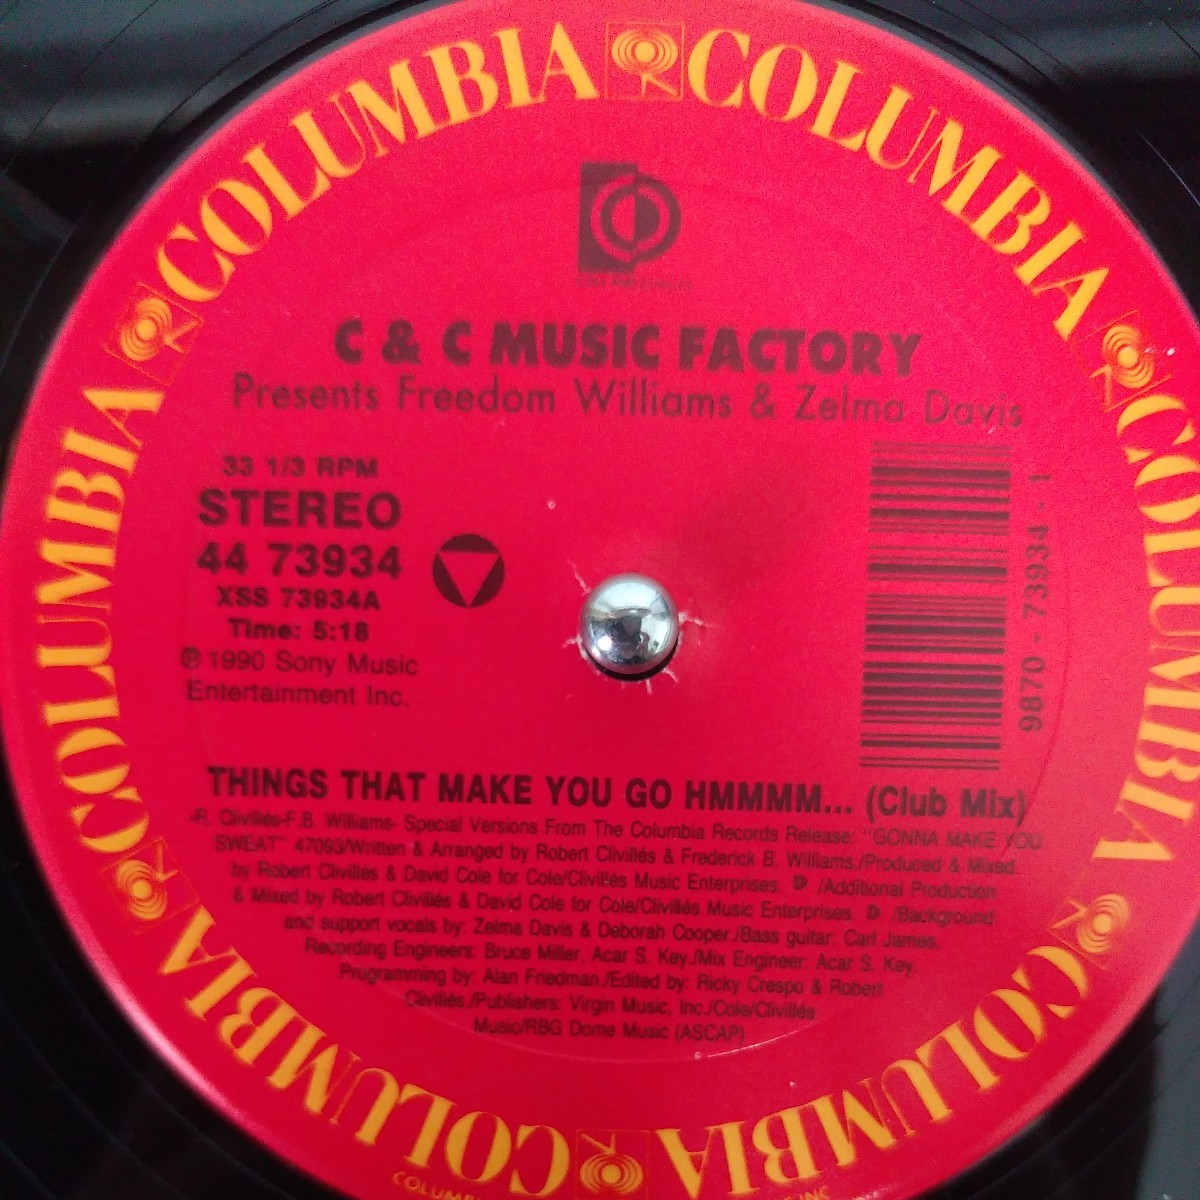 COLUMBIA COLUMBIA COLUMBIA COLUMBIA COLUMBIA COLUMBIA COLUMBIA COLUMBIA
C & C MUSIC FACTORY
Presents Freedom Williams & Zelma Davis
33 1/3 RPM
STEREO
44 73934
XSS 73934A
Time: 5:18
℗ 1990 Sony Music
Entertainment Inc.
9870 - 73934 - 1
THINGS THAT MAKE YOU GO HMMMM... (Club Mix)
-R. Clivillés-F.B. Williams- Special Versions From The Columbia Records Release: "GONNA MAKE YOU
SWEAT" 47093/Written & Arranged by Robert Clivillés & Frederick B. Williams./Produced & Mixed
by Robert Clivillés & David Cole for Cole/Clivillés Music Enterprises. /Additional Production
& Mixed by Robert Clivillés & David Cole for Cole/Clivillés Music Enterprises. /Background
and support vocals by: Zelma Davis & Deborah Cooper./Bass guitar: Carl James.
Recording Engineers: Bruce Miller, Acar S. Key./Mix Engineer: Acar S. Key.
Programming by: Alan Friedman./Edited by: Ricky Crespo & Robert
Clivillés./Publishers: Virgin Music, Inc./Cole/Clivillés
Music/RBG Dome Music (ASCAP)